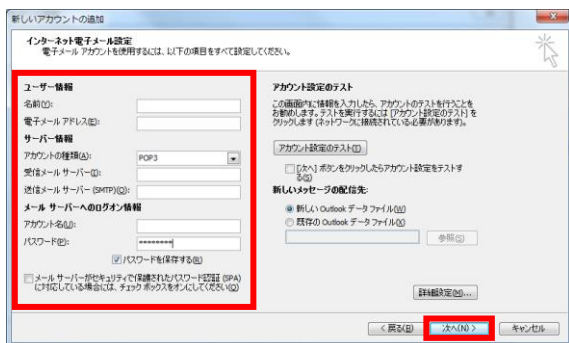 新しいアカウントの追加
インターネット電子メール設定
電子メール アカウントを使用するには、以下の項目をすべて設定してください。
ユーザー情報
名前(Y):
電子メール アドレス(E):
サーバー情報
アカウントの種類(A):
POP3
受信メール サーバー(I):
送信メール サーバー (SMTP)(O):
メール サーバーへのログオン情報
アカウント名(U):
パスワード(P):
********
パスワードを保存する(R)
メール サーバーがセキュリティで保護されたパスワード認証 (SPA)
に対応している場合には、チェック ボックスをオンにしてください(Q)
アカウント設定のテスト
この画面内に情報を入力したら、アカウントのテストを行うことを
お勧めします。テストを実行するには [アカウント設定のテスト] を
クリックします (ネットワークに接続されている必要があります)。
アカウント設定のテスト(T)
[次へ] ボタンをクリックしたらアカウント設定をテストす
る(S)
新しいメッセージの配信先:
新しい Outlook データ ファイル(W)
既存の Outlook データ ファイル(X)
参照(S)
詳細設定(M)...
< 戻る(B)
次へ(N) >
キャンセル